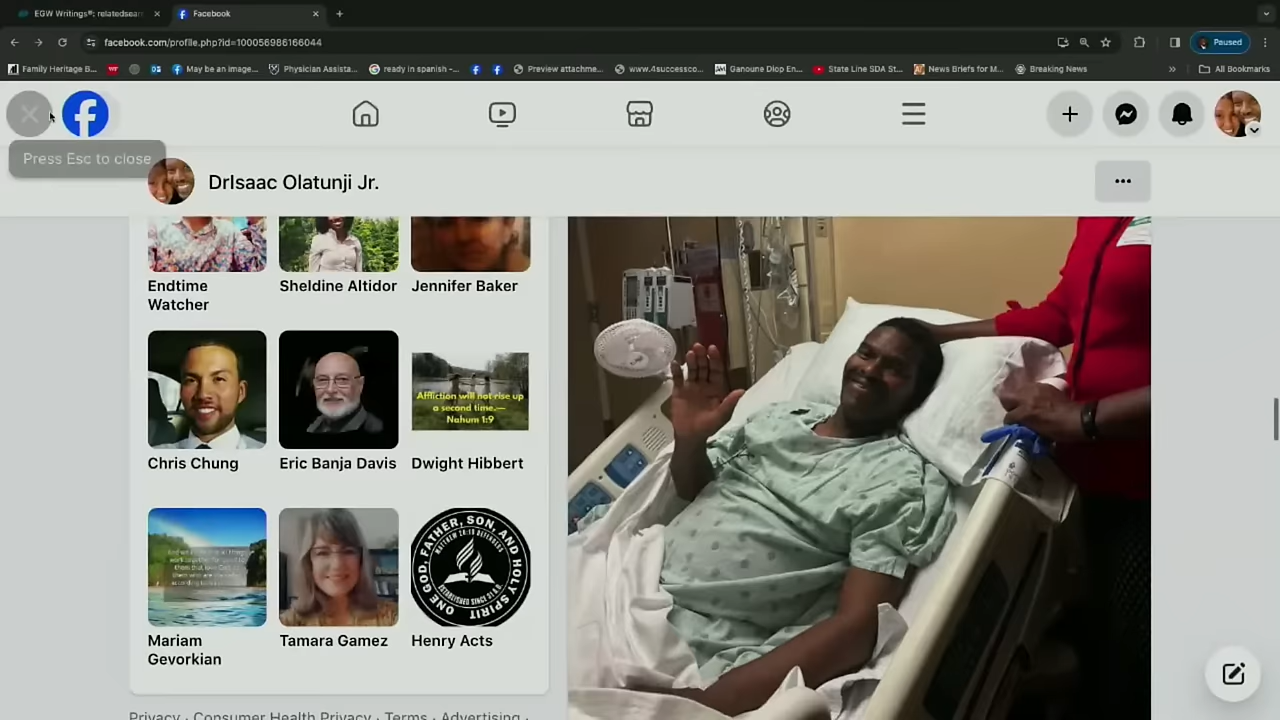 EGW Writings®: relatedsear
Facebook
facebook.com/profile.php?id=100056986166044
Paused
Family Heritage B...
May be an image...
Physician Assista...
ready in spanish -...
Preview attachme...
www.4successco...
Ganoune Diop En...
State Line SDA St...
News Briefs for M...
Breaking News
All Bookmarks
Press Esc to close
DrIsaac Olatunji Jr.
Endtime
Watcher
Sheldine Altidor
Jennifer Baker
Affliction will not rise up
a second time.—
Nahum 1:9
Chris Chung
Eric Banja Davis
Dwight Hibbert
ONE GOD, FATHER, SON, AND HOLY SPIRIT
Mariam
Gevorkian
Tamara Gamez
Henry Acts
Privacy · Consumer Health Privacy · Terms · Advertising ·